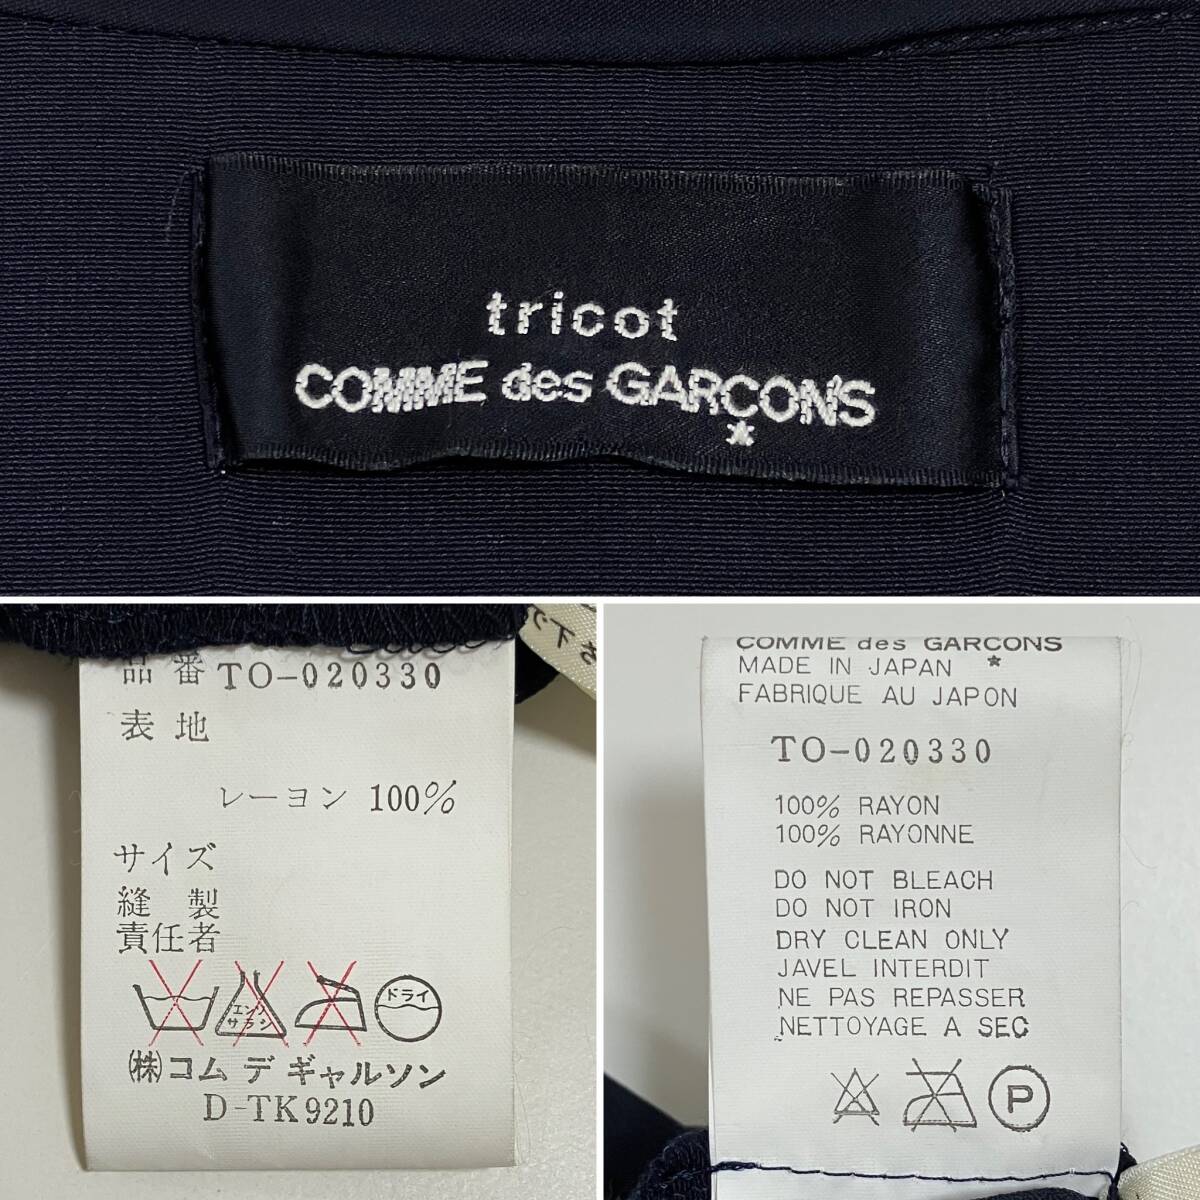 tricot
COMME des GARÇONS
品番 TO-020330
表地
レーヨン 100%
サイズ
縫製
責任者
エンソ
サラシ
ドライ
㈱コム デ ギャルソン
D-TK9210
COMME des GARCONS
MADE IN JAPAN *
FABRIQUE AU JAPON
TO-020330
100% RAYON
100% RAYONNE
DO NOT BLEACH
DO NOT IRON
DRY CLEAN ONLY
JAVEL INTERDIT
NE PAS REPASSER
NETTOYAGE A SEC
P